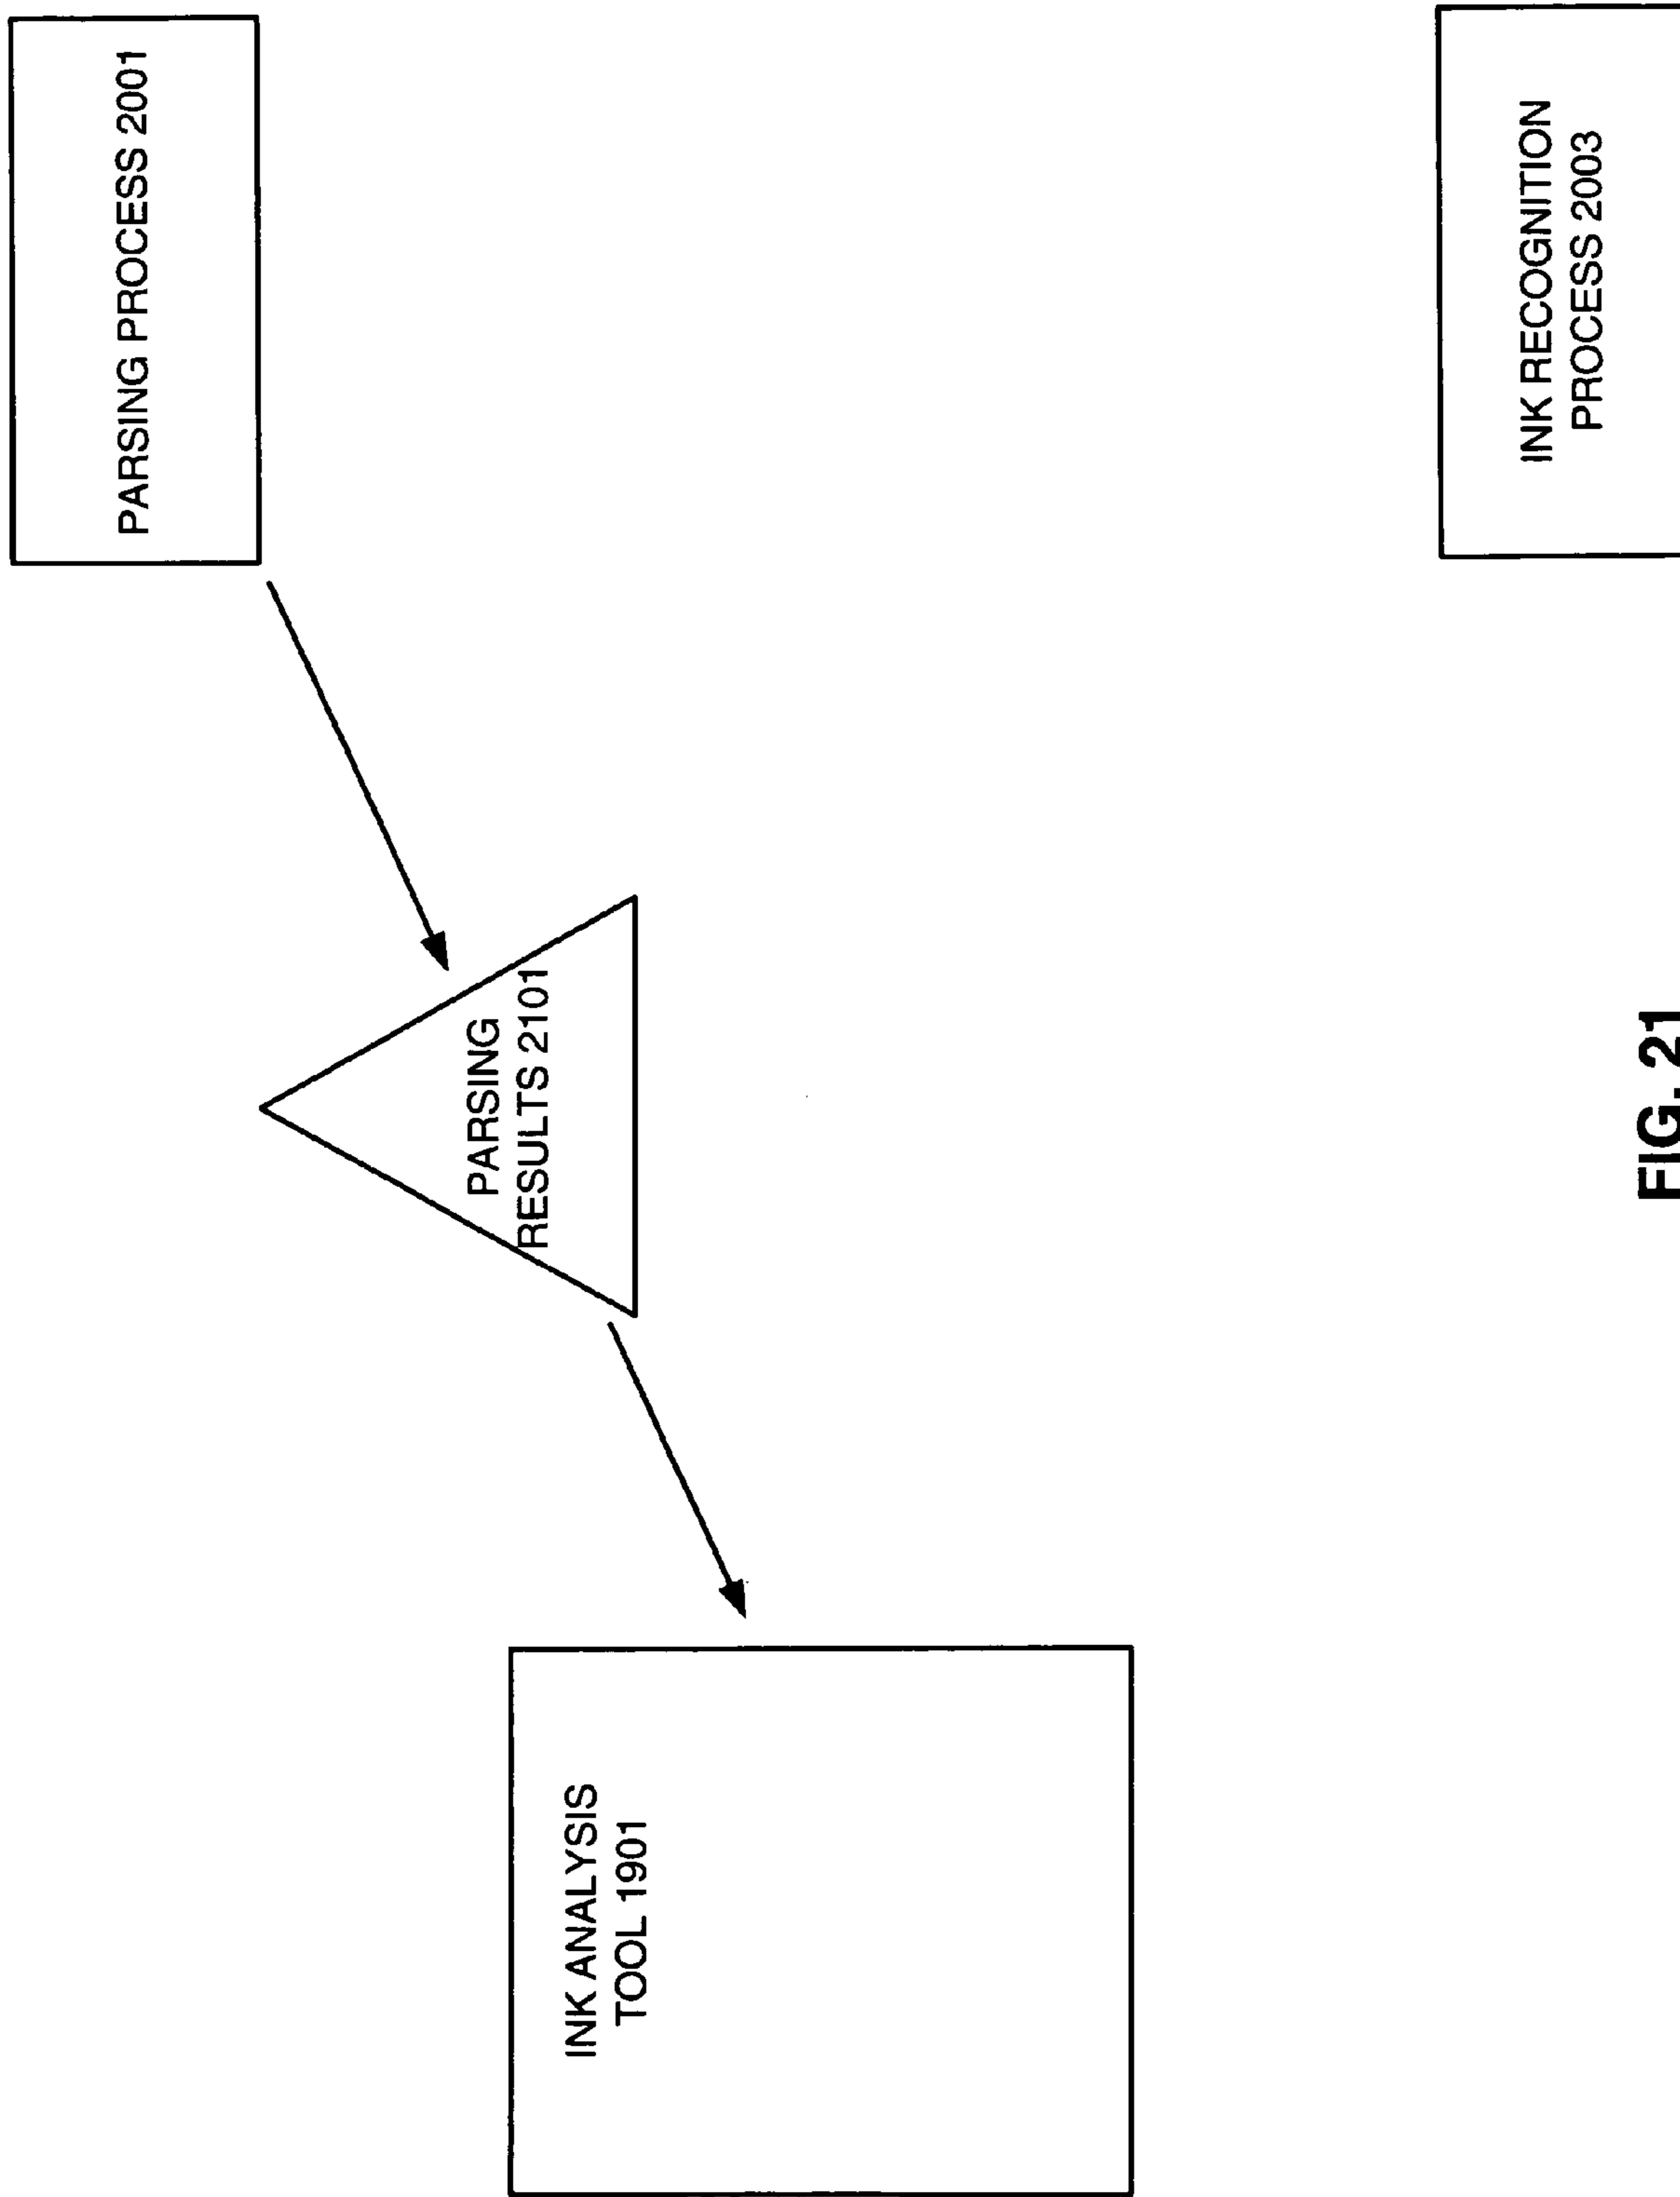 INK ANALYSIS
TOOL 1901
PARSING
RESULTS 2101
PARSING PROCESS 2001
INK RECOGNITION
PROCESS 2003
FIG. 21